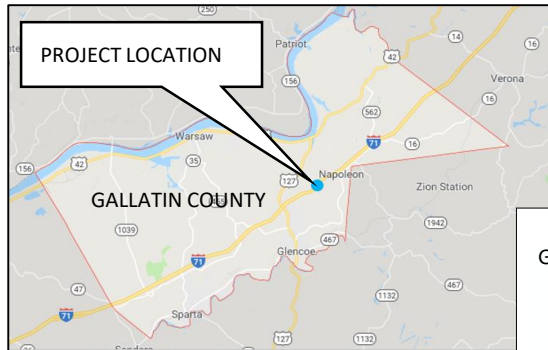 250
Patriot
14
42
16
PROJECT LOCATION
156
Verona
562
16
Warsaw
16
71
42
35
156
127
Napoleon
Zion Station
GALLATIN COUNTY
1039
1942
467
G
Glencoe
71
47
467
1132
71
Sparta
1132